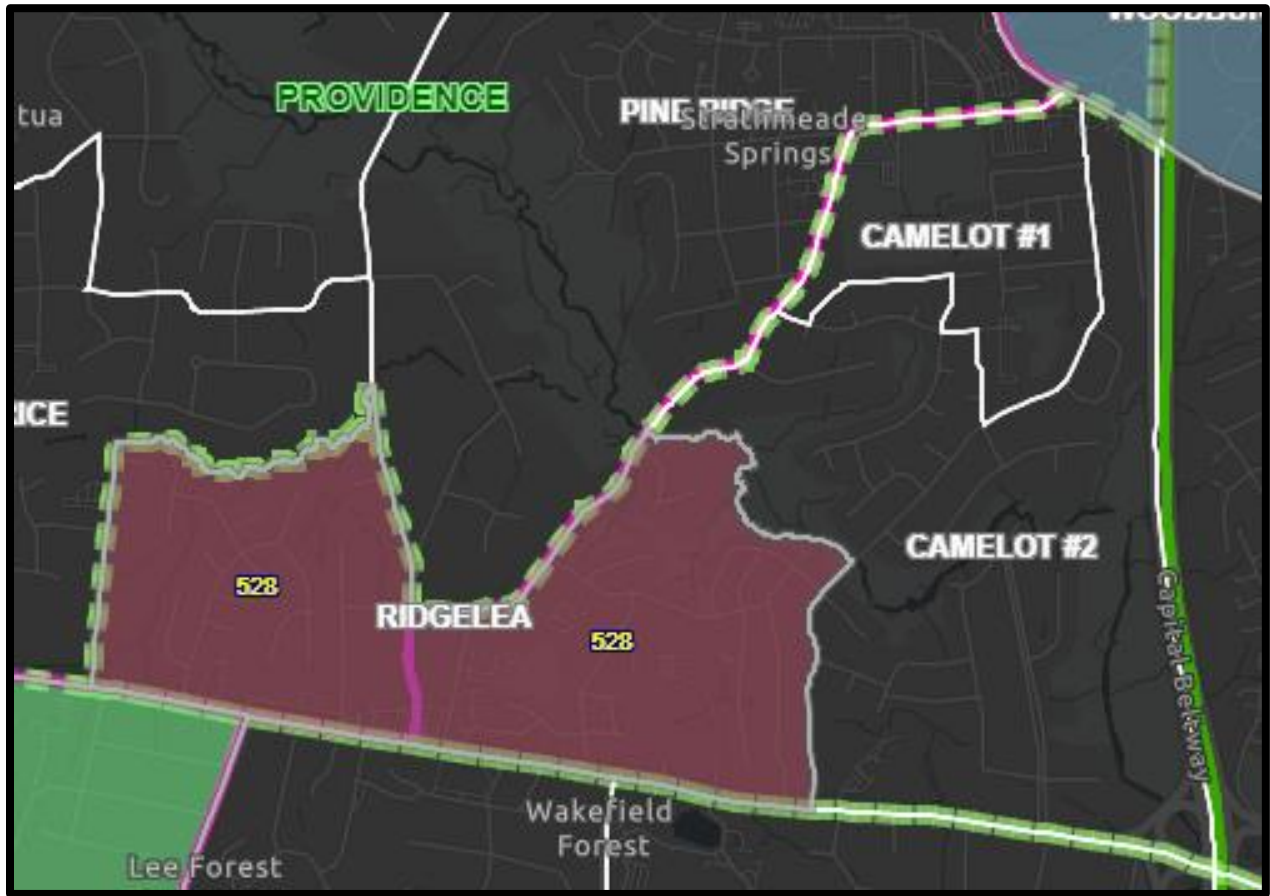 PROVIDENCE
tua
PINE RIDGE
Strathmeade
Springs
CAMELOT #1
CAMELOT #2
528
RIDGELEA
528
Capital Beltway
Wakefield
Forest
Lee Forest